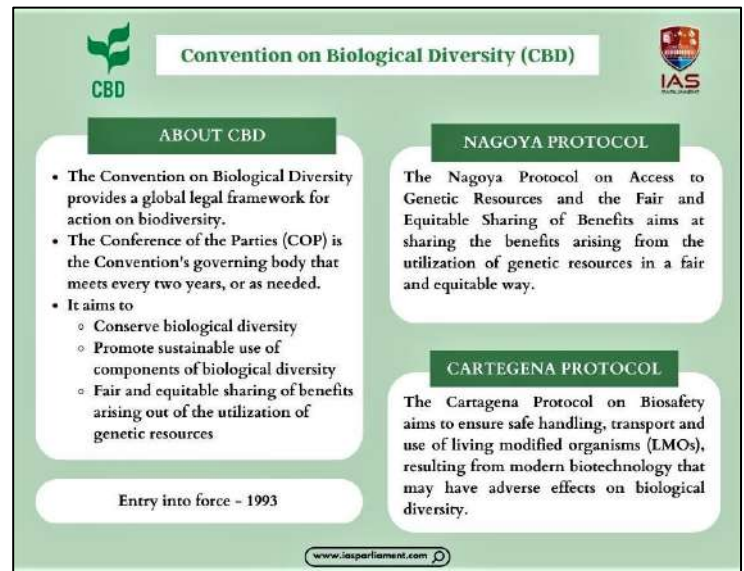 CBD
Convention on Biological Diversity (CBD)
IAS
PARLIAMENT
ABOUT CBD
• The Convention on Biological Diversity
provides a global legal framework for
action on biodiversity.
• The Conference of the Parties (COP) is
the Convention's governing body that
meets every two years, or as needed.
• It aims to
◦ Conserve biological diversity
◦ Promote sustainable use of
components of biological diversity
◦ Fair and equitable sharing of benefits
arising out of the utilization of
genetic resources
Entry into force - 1993
NAGOYA PROTOCOL
The Nagoya Protocol on Access to
Genetic Resources and the Fair and
Equitable Sharing of Benefits aims at
sharing the benefits arising from the
utilization of genetic resources in a fair
and equitable way.
CARTEGENA PROTOCOL
The Cartagena Protocol on Biosafety
aims to ensure safe handling, transport and
use of living modified organisms (LMOs),
resulting from modern biotechnology that
may have adverse effects on biological
diversity.
www.iasparliament.com